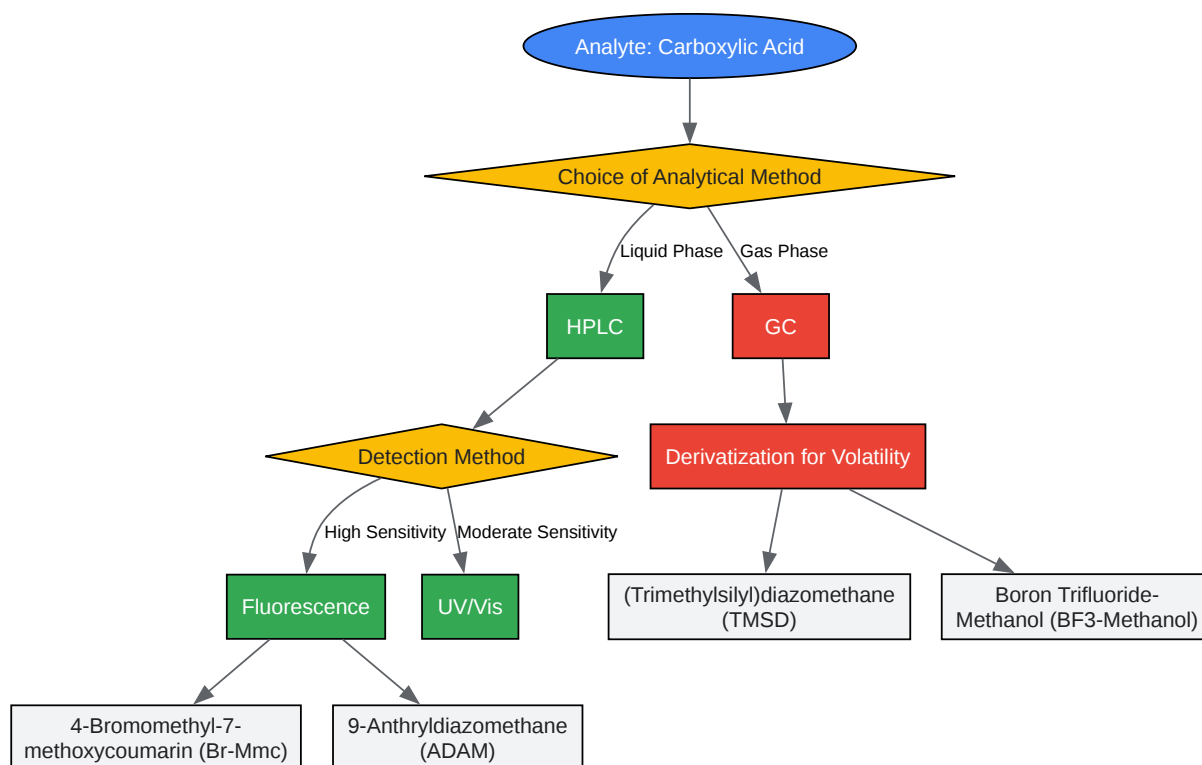 Analyte: Carboxylic Acid
Choice of Analytical Method
Liquid Phase
Gas Phase
HPLC
GC
Detection Method
Derivatization for Volatility
High Sensitivity
Moderate Sensitivity
Fluorescence
UV/Vis
(Trimethylsilyl)diazomethane
(TMSD)
Boron Trifluoride-
Methanol (BF3-Methanol)
4-Bromomethyl-7-
methoxycoumarin (Br-Mmc)
9-Anthryldiazomethane
(ADAM)